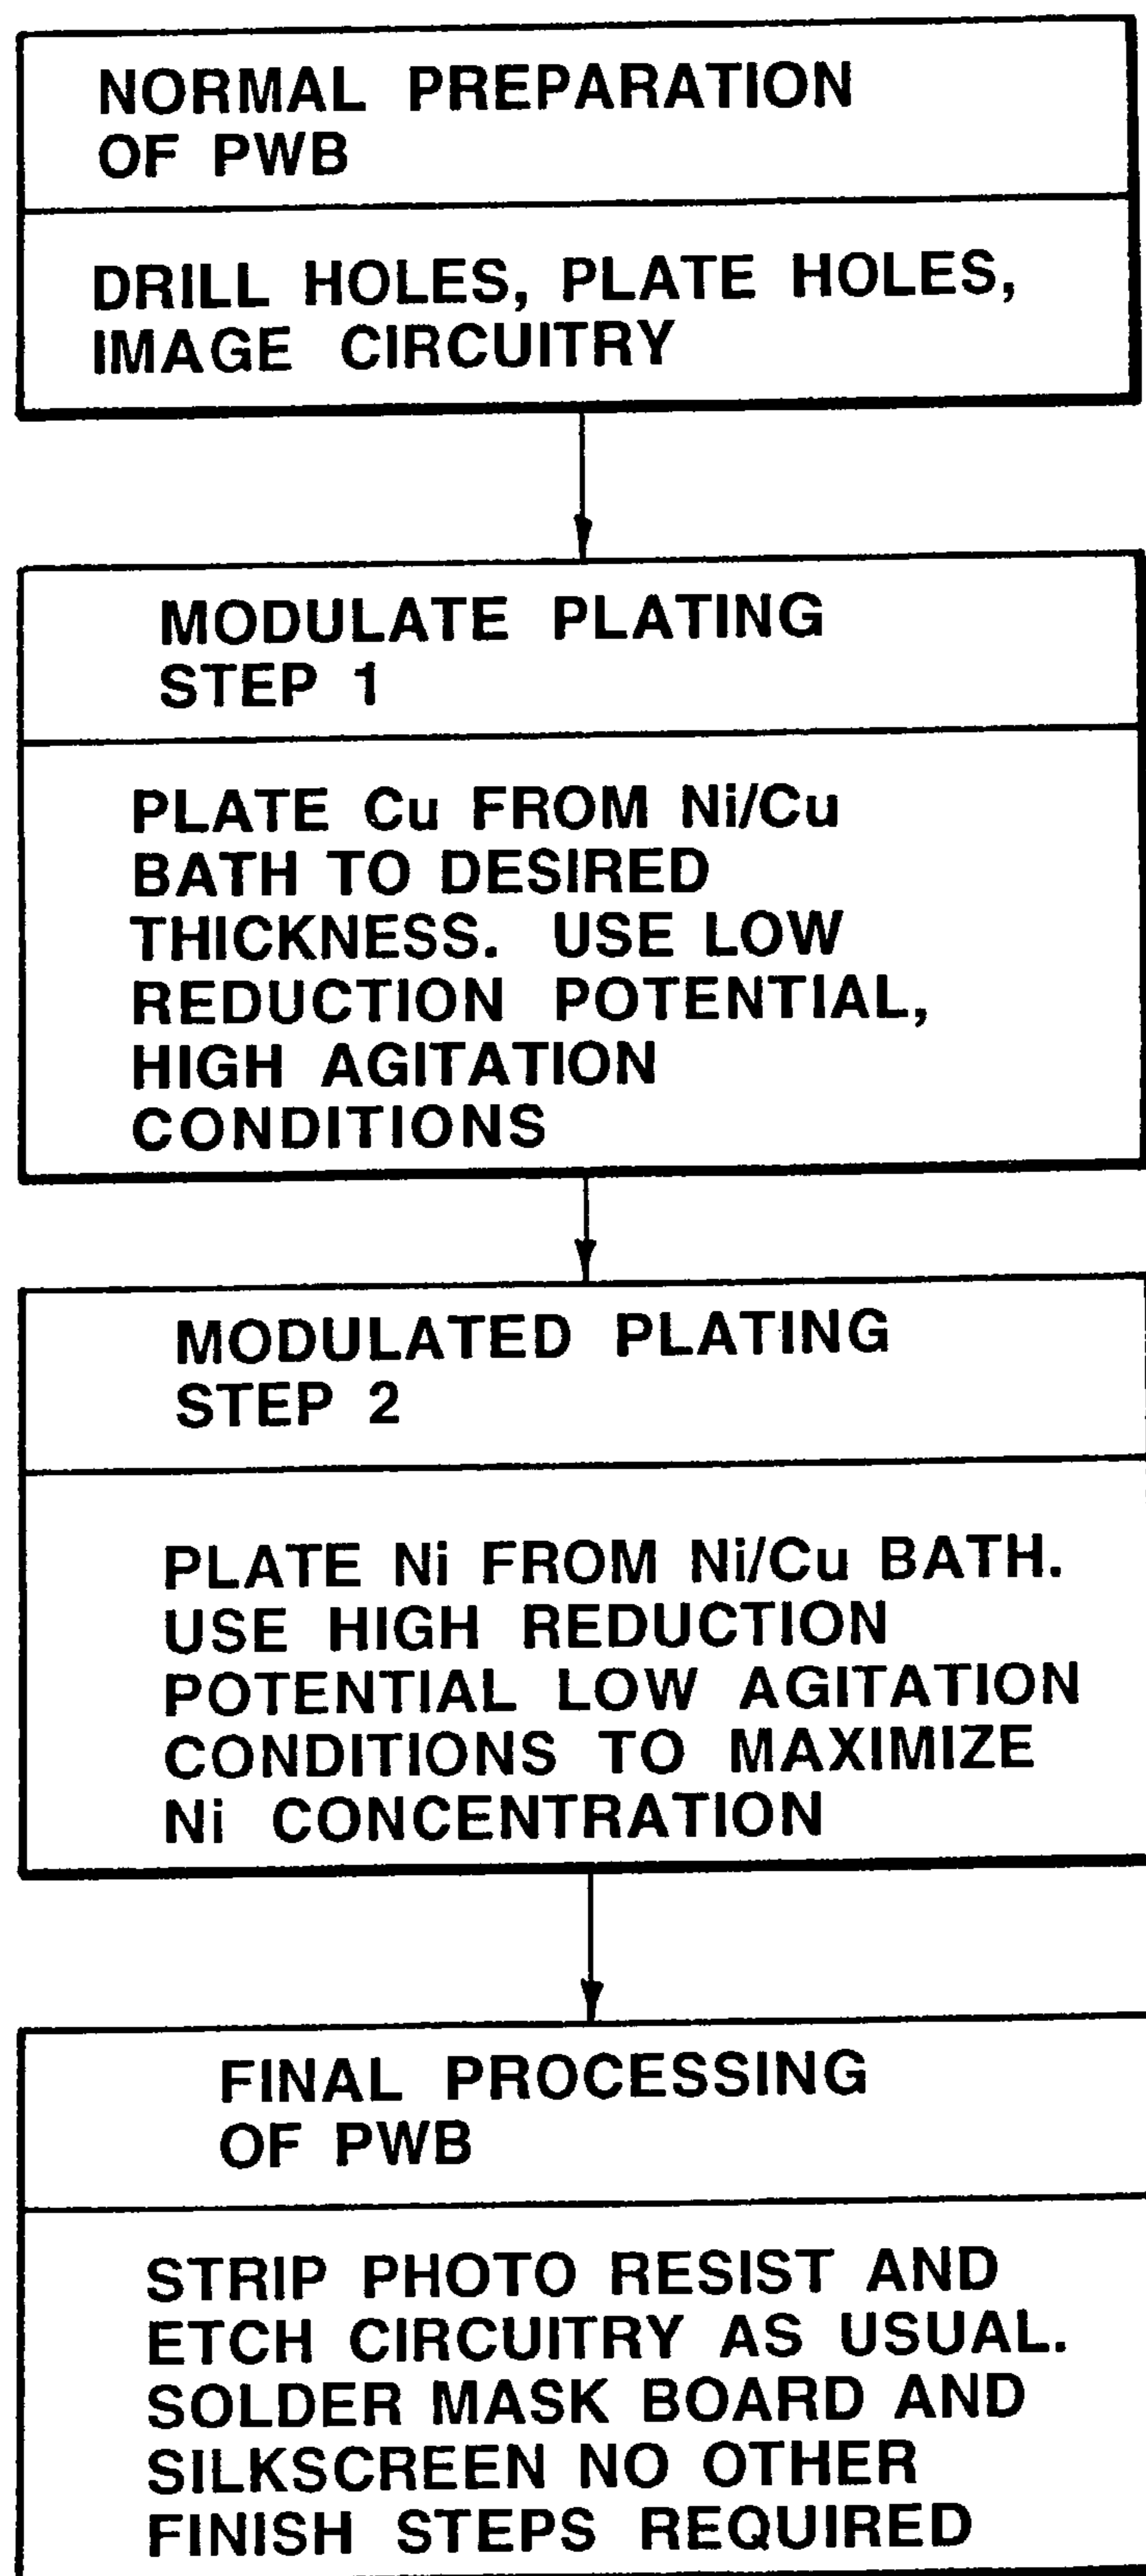 NORMAL PREPARATION
OF PWB
DRILL HOLES, PLATE HOLES,
IMAGE CIRCUITRY
MODULATE PLATING
STEP 1
PLATE Cu FROM Ni/Cu
BATH TO DESIRED
THICKNESS. USE LOW
REDUCTION POTENTIAL,
HIGH AGITATION
CONDITIONS
MODULATED PLATING
STEP 2
PLATE Ni FROM Ni/Cu BATH.
USE HIGH REDUCTION
POTENTIAL LOW AGITATION
CONDITIONS TO MAXIMIZE
Ni CONCENTRATION
FINAL PROCESSING
OF PWB
STRIP PHOTO RESIST AND
ETCH CIRCUITRY AS USUAL.
SOLDER MASK BOARD AND
SILKSCREEN NO OTHER
FINISH STEPS REQUIRED